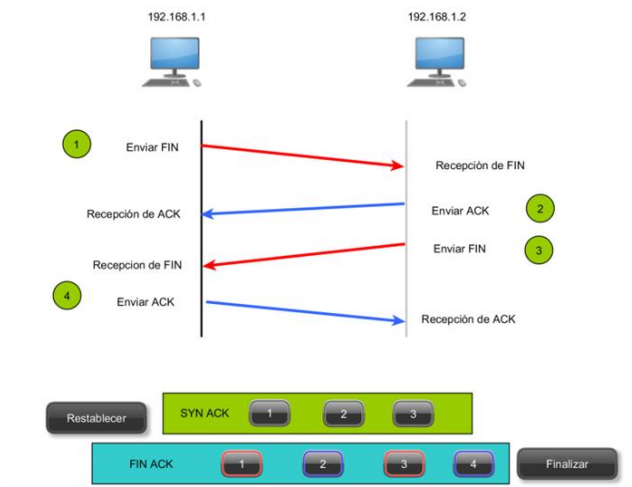 192.168.1.1
192.168.1.2
1
Enviar FIN
Recepción de FIN
Recepción de ACK
Enviar ACK
2
Enviar FIN
3
Recepcion de FIN
4
Enviar ACK
Recepción de ACK
Restablecer
SYN ACK 1 2 3
FIN ACK 1 2 3 4
Finalizar